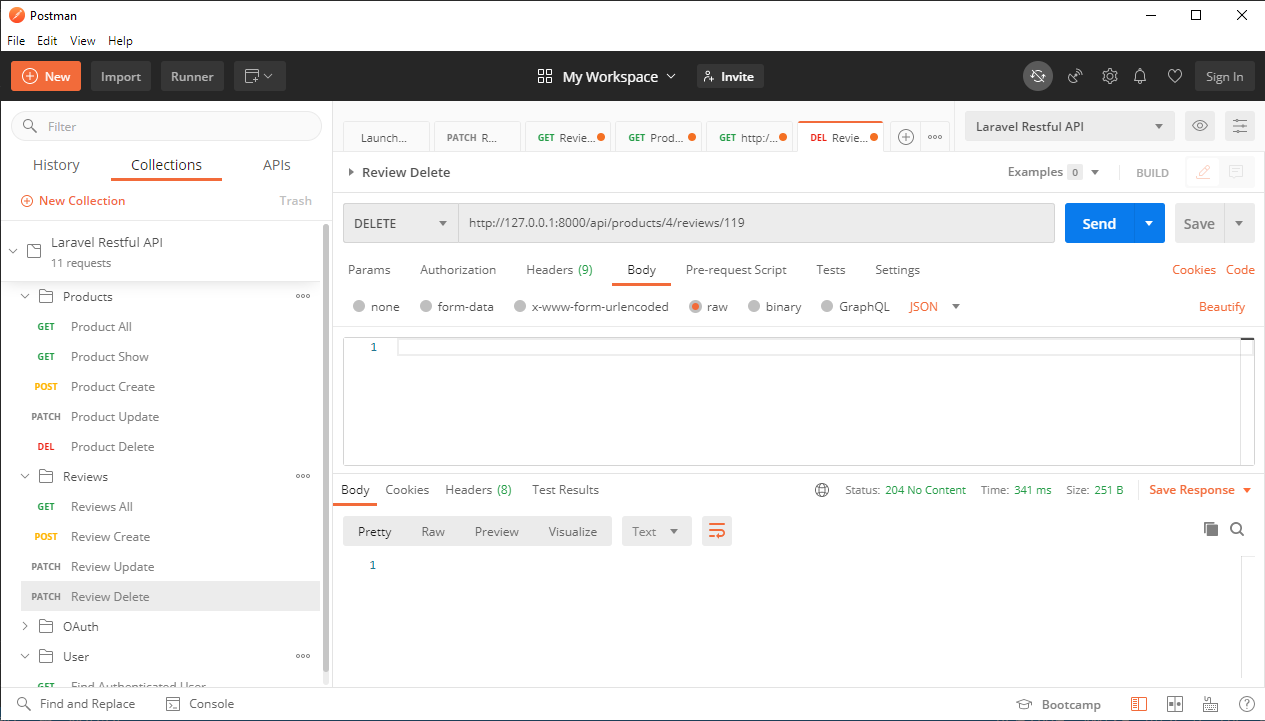 Postman
File Edit View Help
New Import Runner My Workspace Invite Sign In
Filter
History Collections APIs
New Collection Trash
Laravel Restful API
11 requests
Products
GET Product All
GET Product Show
POST Product Create
PATCH Product Update
DEL Product Delete
Reviews
GET Reviews All
POST Review Create
PATCH Review Update
PATCH Review Delete
OAuth
User
GET Find Authenticated User
Launch... PATCH R... GET Revie... GET Prod... GET http:/... DEL Revie... Laravel Restful API
Review Delete Examples 0 BUILD
DELETE http://127.0.0.1:8000/api/products/4/reviews/119 Send Save
Params Authorization Headers (9) Body Pre-request Script Tests Settings Cookies Code
none form-data x-www-form-urlencoded raw binary GraphQL JSON Beautify
1
Body Cookies Headers (8) Test Results Status: 204 No Content Time: 341 ms Size: 251 B Save Response
Pretty Raw Preview Visualize Text
1
Find and Replace Console Bootcamp